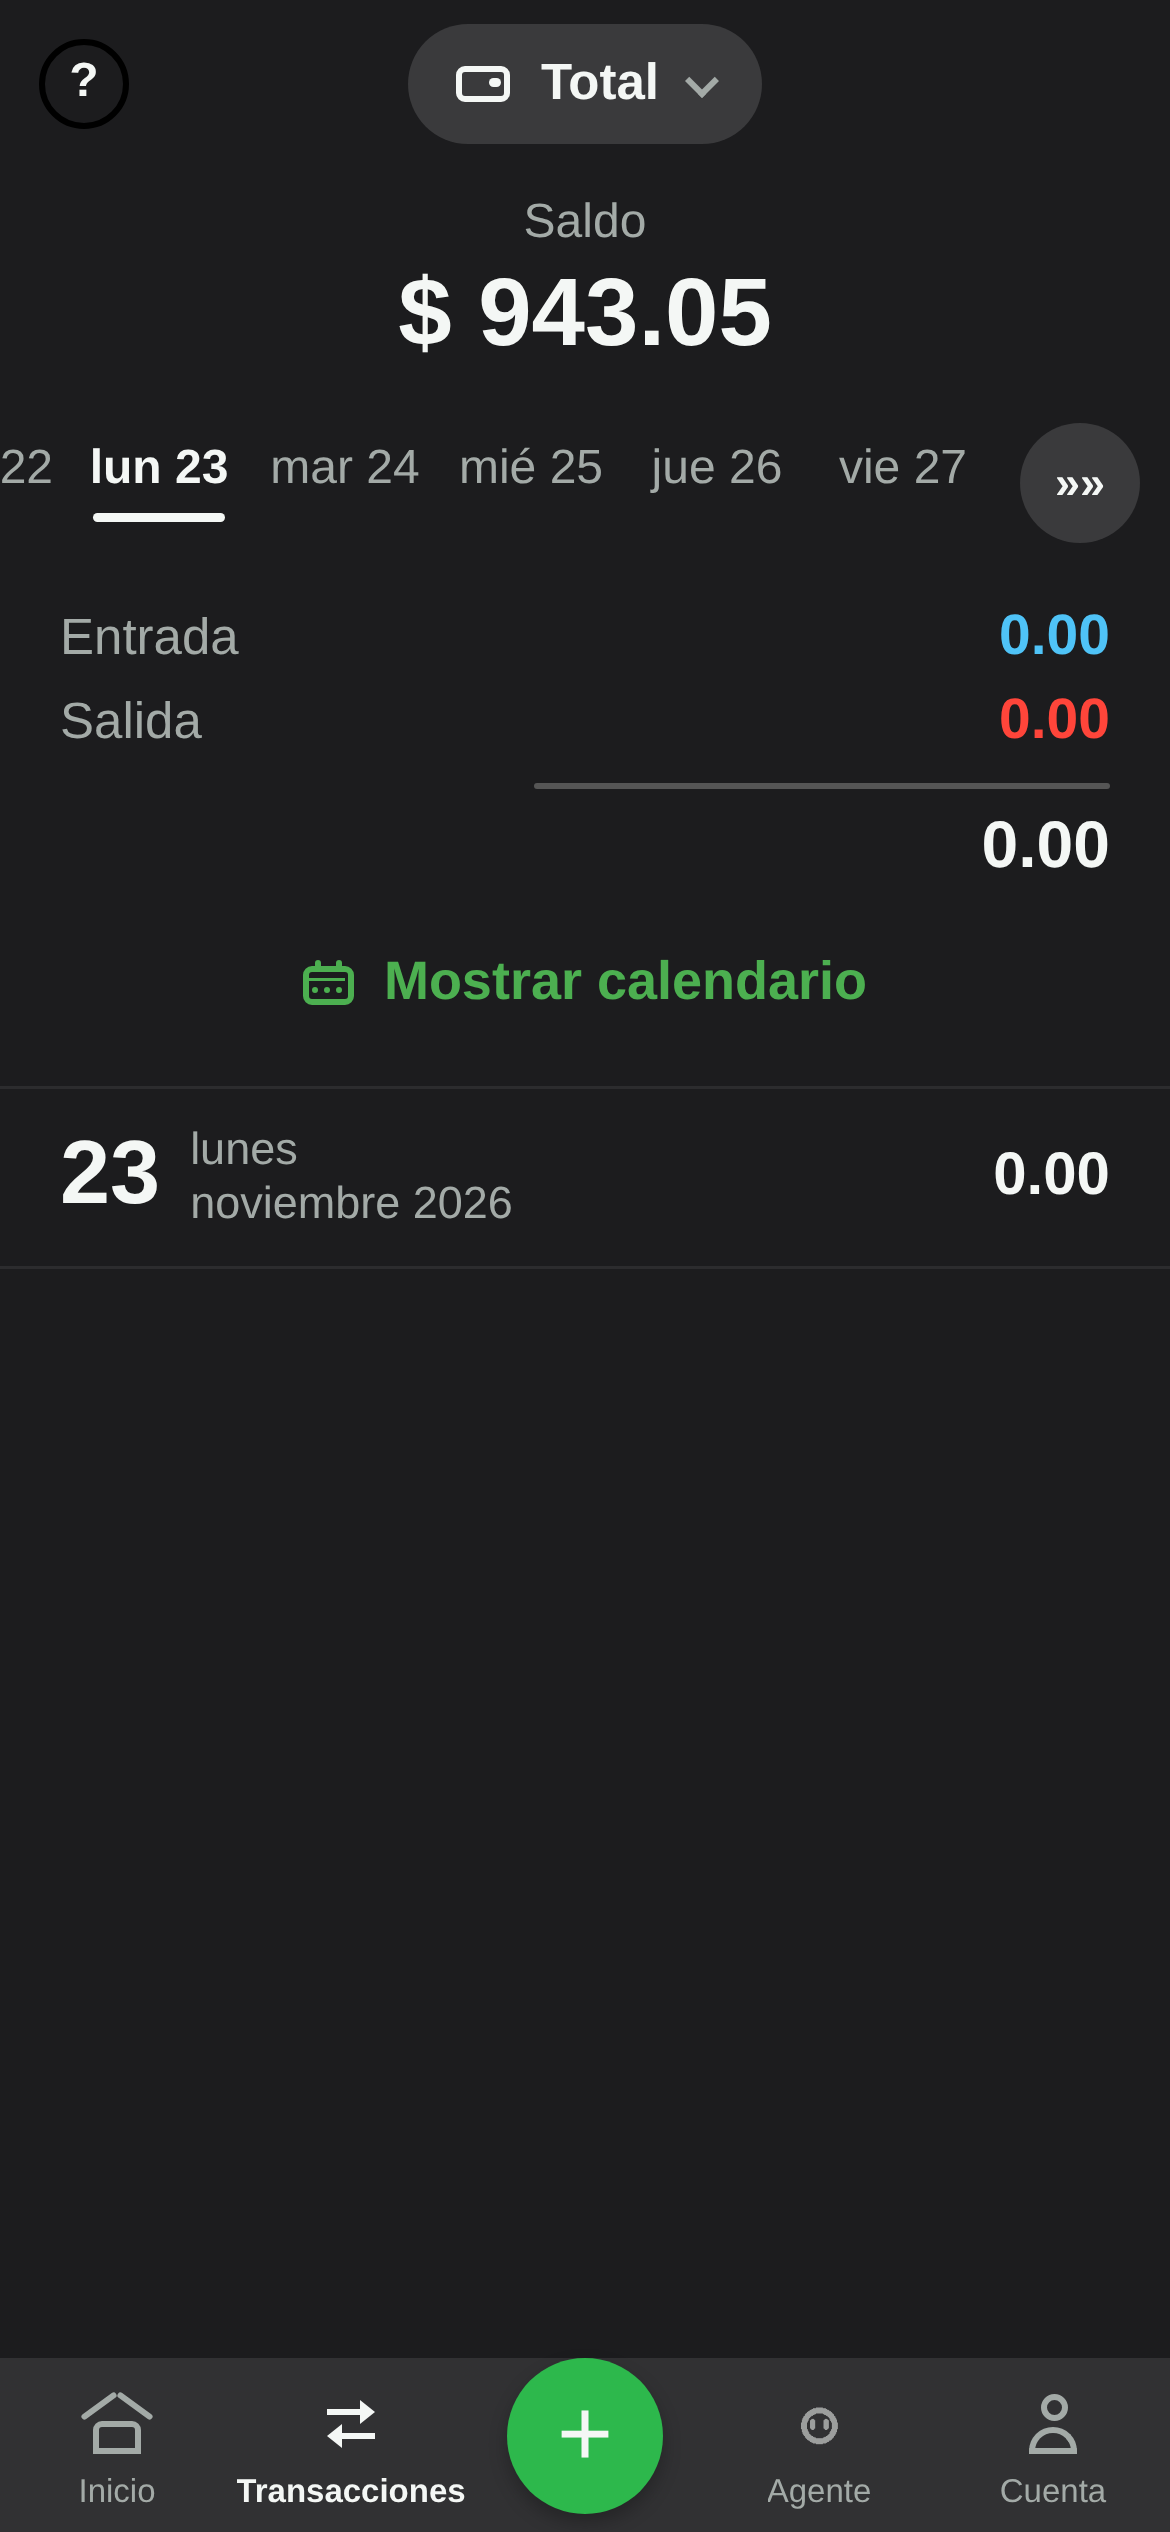 ?
Total
Saldo
$ 943.05
22 lun 23 mar 24 mié 25 jue 26 vie 27 »»
Entrada 0.00
Salida 0.00
0.00
Mostrar calendario
23 lunes
noviembre 2026 0.00
Inicio Transacciones + Agente Cuenta